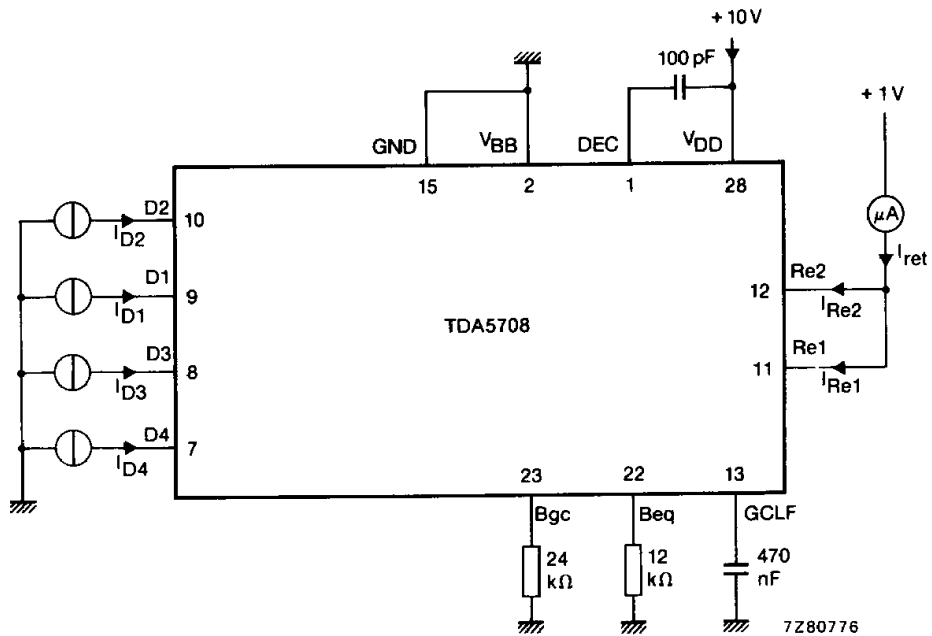 + 10 V
100 pF
+ 1 V
GND
VBB
DEC
VDD
15
2
1
28
D2
10
ID2
μA
Iret
D1
9
ID1
Re2
12
IRe2
TDA5708
D3
8
ID3
Re1
11
IRe1
D4
7
ID4
23
22
13
Bgc
Beq
GCLF
24
kΩ
12
kΩ
470
nF
7Z80776